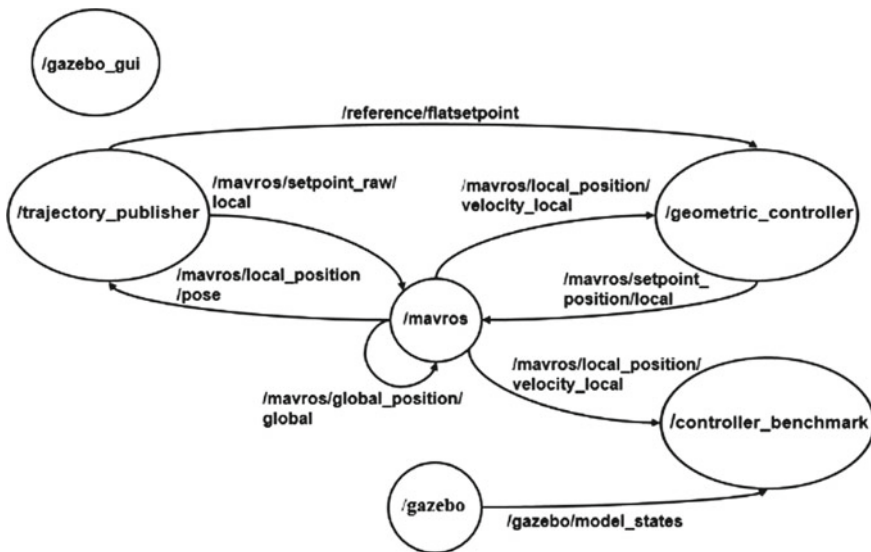 /gazebo_gui
/reference/flatsetpoint
/trajectory_publisher
/mavros/setpoint_raw/
local
/mavros/local_position/
velocity_local
/geometric_controller
/mavros/local_position
/pose
/mavros/setpoint_
position/local
/mavros
/mavros/global_position/
global
/mavros/local_position/
velocity_local
/controller_benchmark
/gazebo
/gazebo/model_states